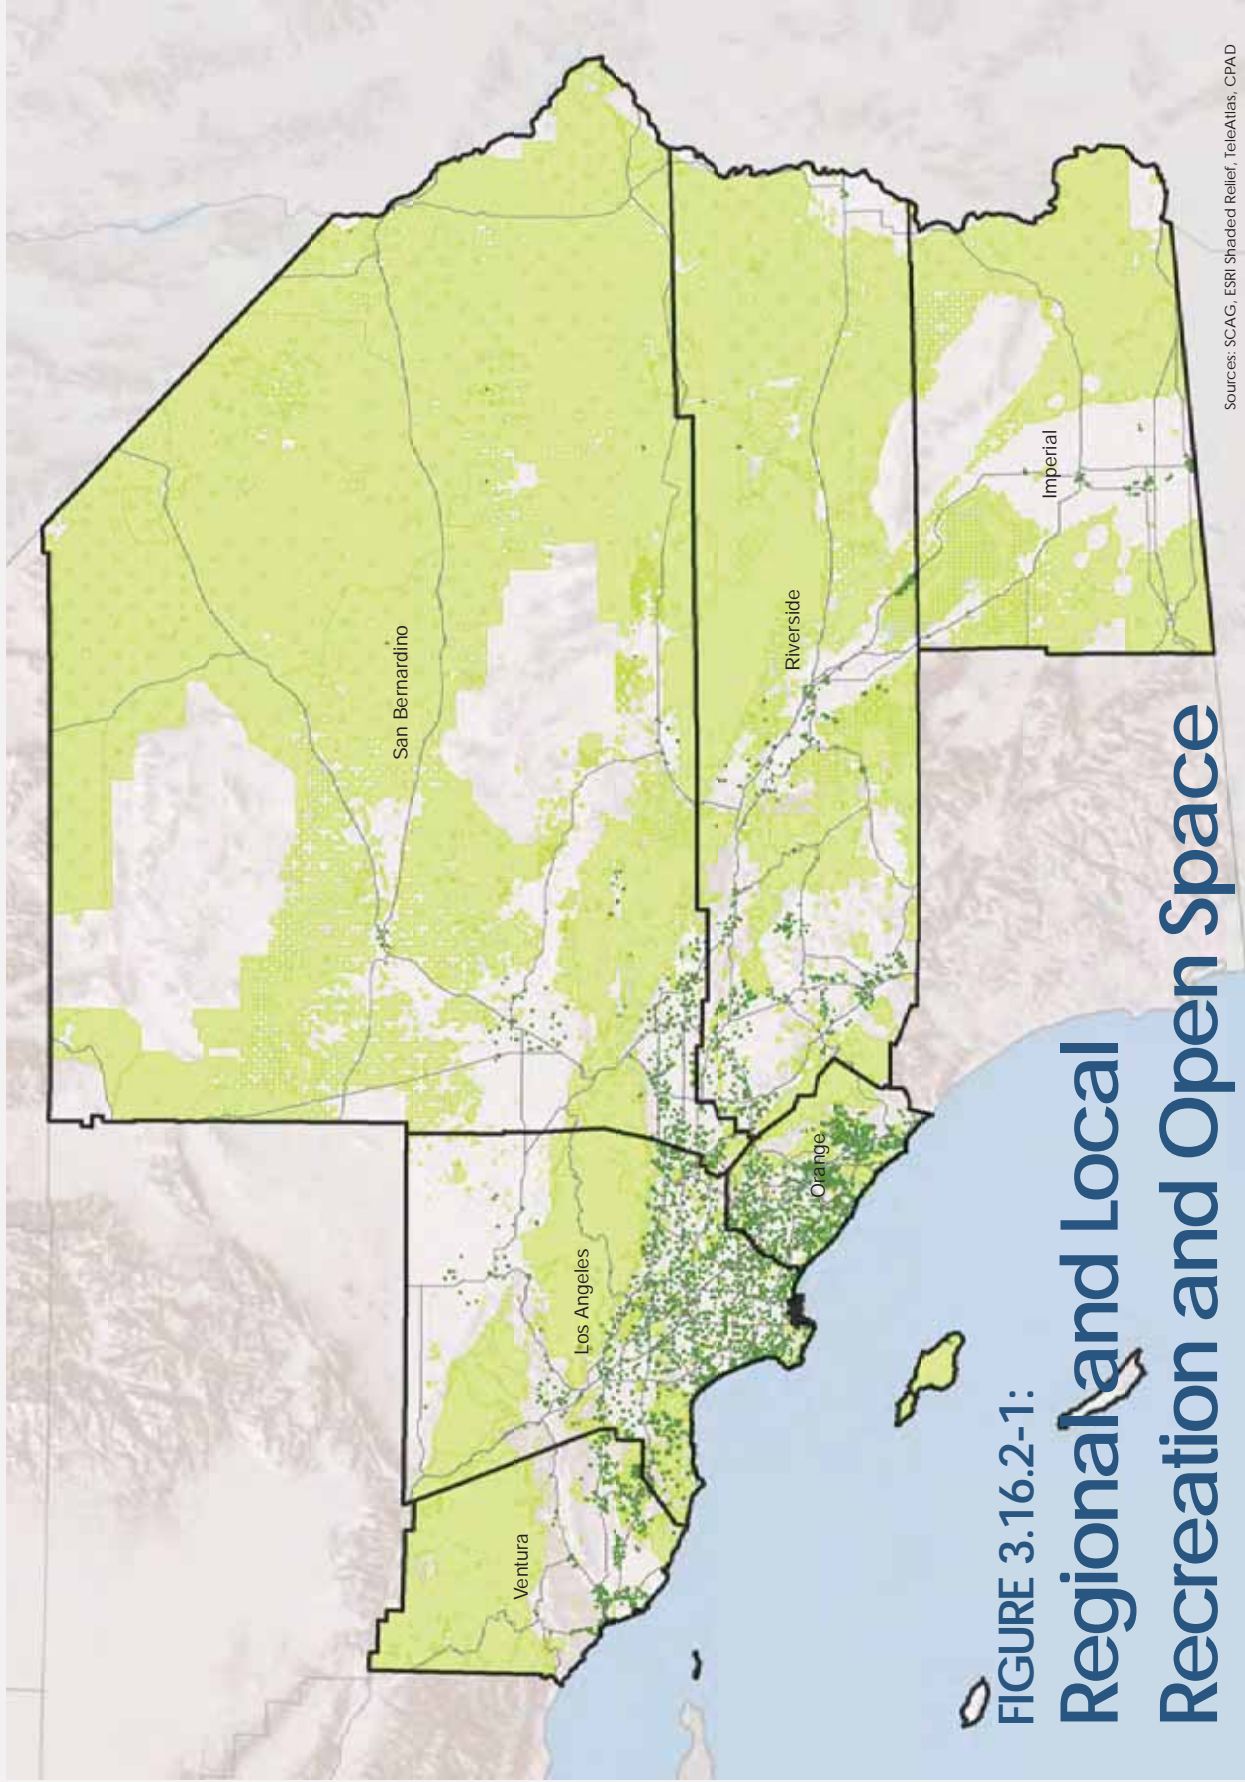 San Bernardino
Riverside
Imperial
Los Angeles
Orange
Ventura
FIGURE 3.16.2-1:
Regional and Local
Recreation and Open Space
Sources: SCAG, ESRI Shaded Relief, TeleAtlas, CPAD